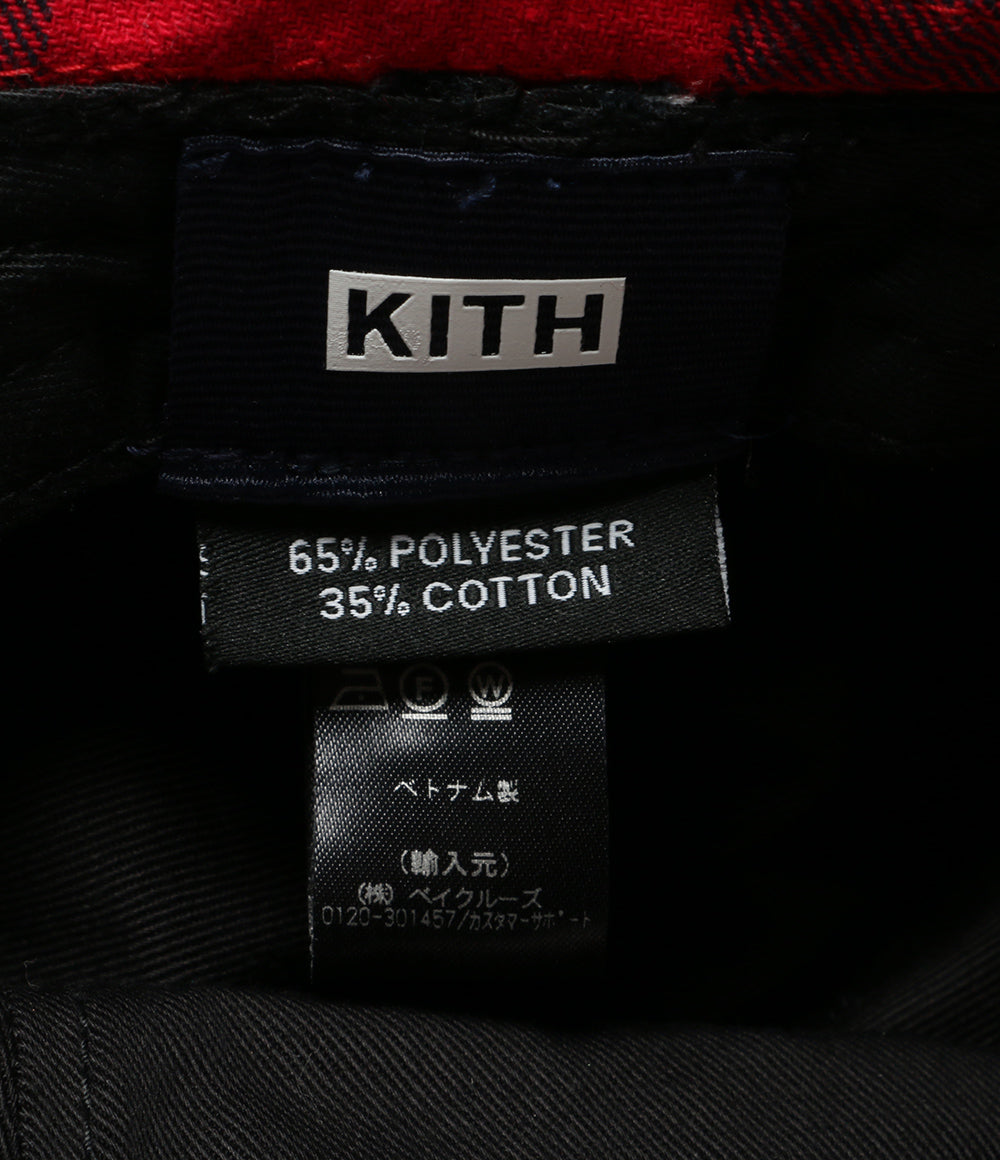 KITH
65% POLYESTER
35% COTTON
F W
ベトナム製
(輸入元)
(株) ベイクルーズ
0120-301457/カスタマーサポート